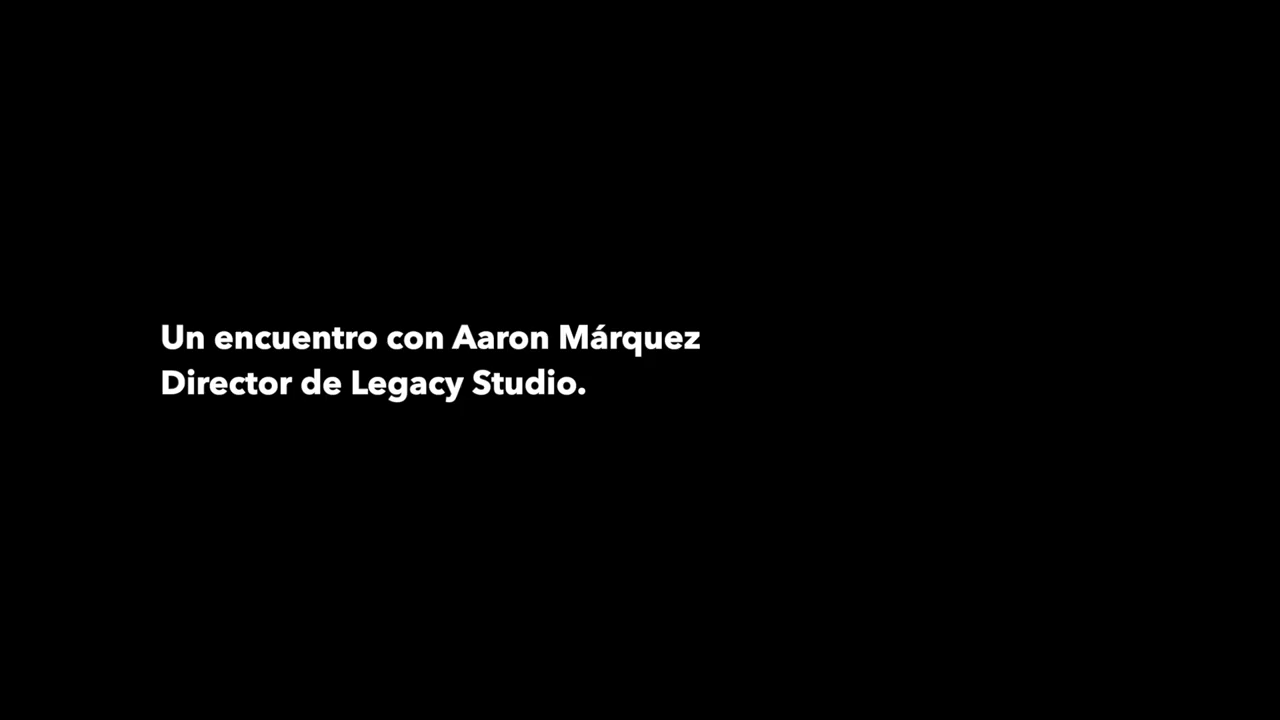 Un encuentro con Aaron Márquez
Director de Legacy Studio.